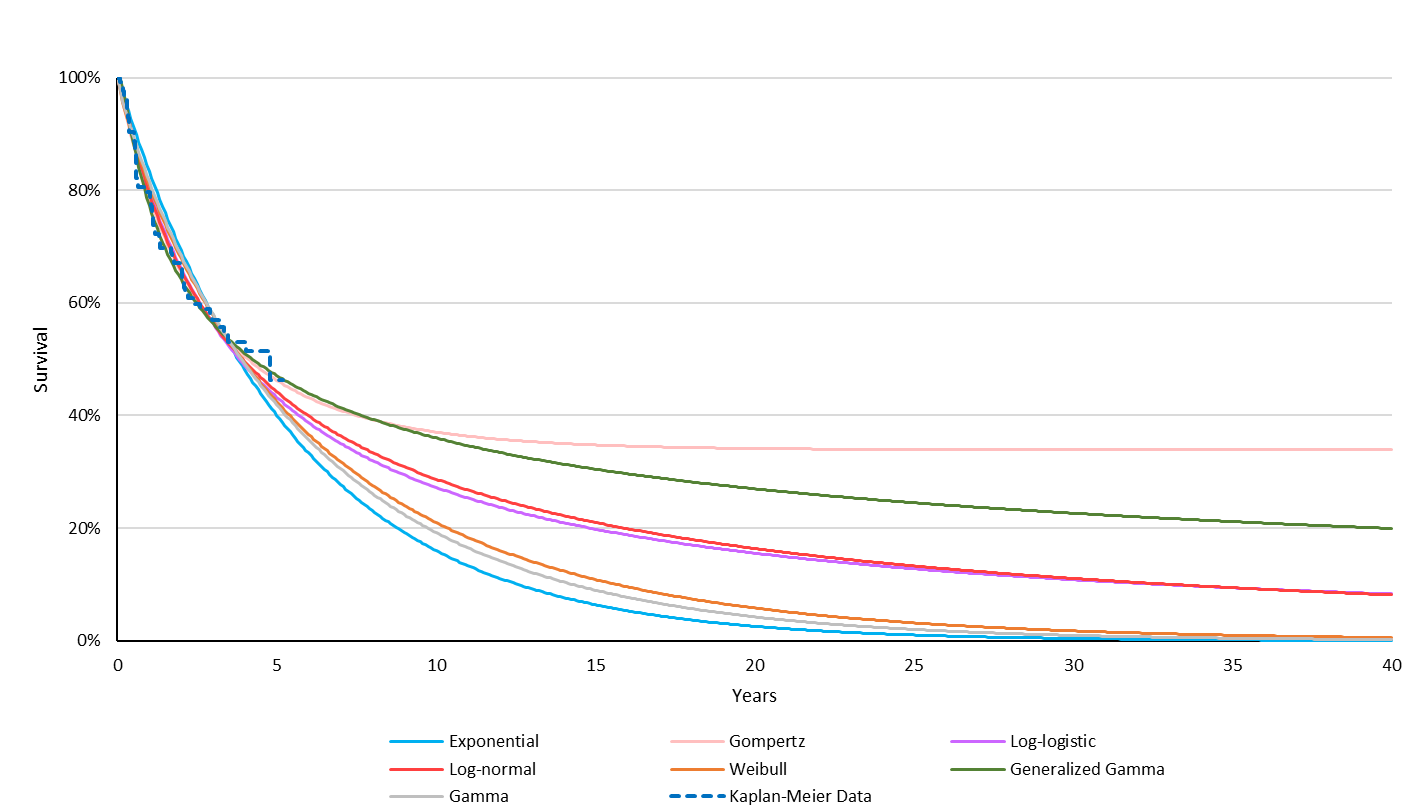 100%
80%
60%
40%
20%
0%
Survival
0 5 10 15 20 25 30 35 40
Years
Exponential Gompertz Log-logistic
Log-normal Weibull Generalized Gamma
Gamma Kaplan-Meier Data